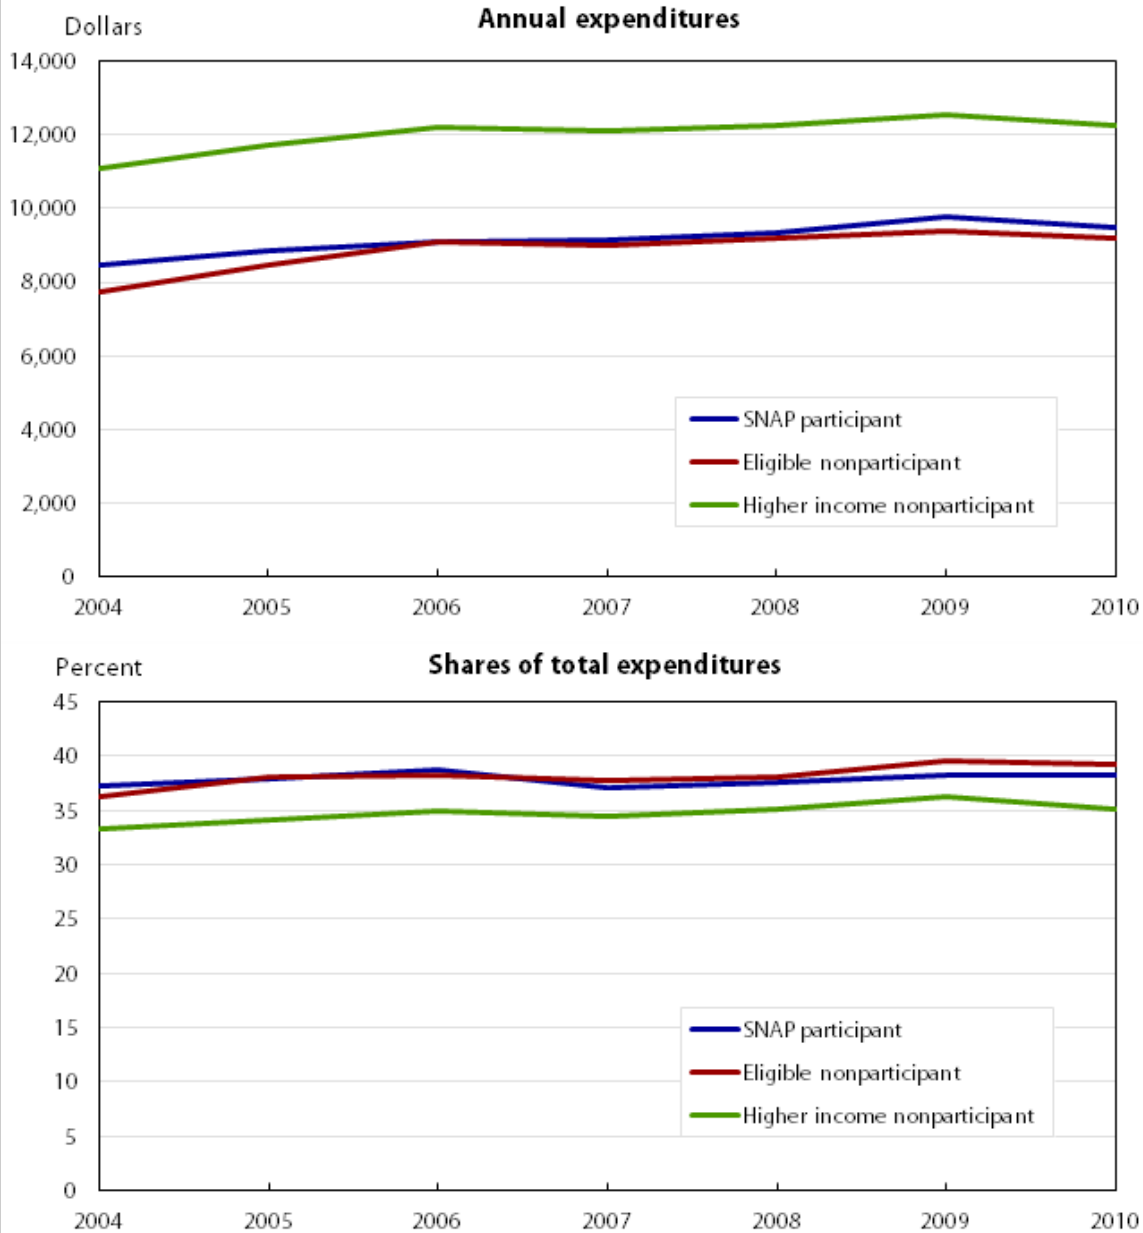 Annual expenditures
Dollars
14,000
12,000
10,000
8,000
6,000
4,000
2,000
0
SNAP participant
Eligible nonparticipant
Higher income nonparticipant
2004 2005 2006 2007 2008 2009 2010
Shares of total expenditures
Percent
45
40
35
30
25
20
15
10
5
0
SNAP participant
Eligible nonparticipant
Higher income nonparticipant
2004 2005 2006 2007 2008 2009 2010